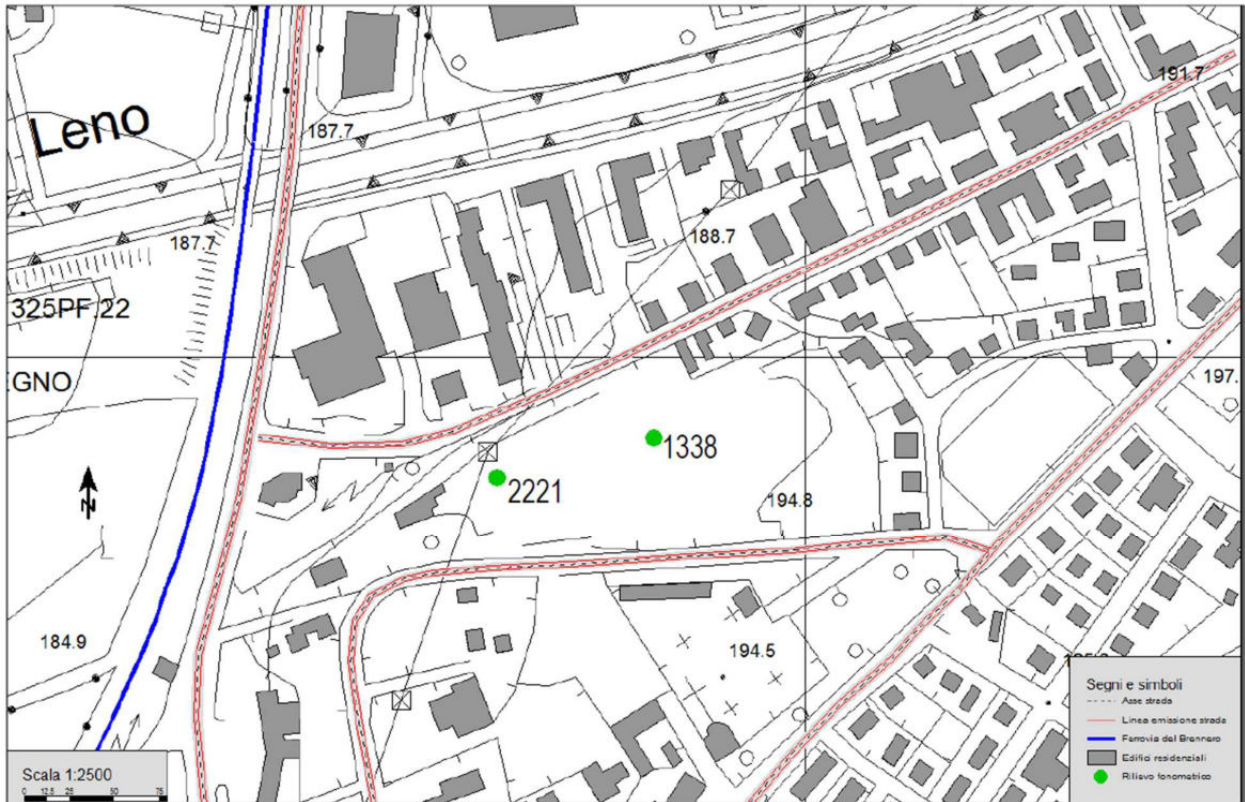 191.7
Leno
187.7
187.7
188.7
325PF.22
EGNO
197.
1338
2221
194.8
N
184.9
194.5
Segni e simboli
Asse strada
Linea emissione strada
Ferrovia del Brennero
Edifici residenziali
Rilievo fonometrico
Scala 1:2500
0 12.5 25 50 75